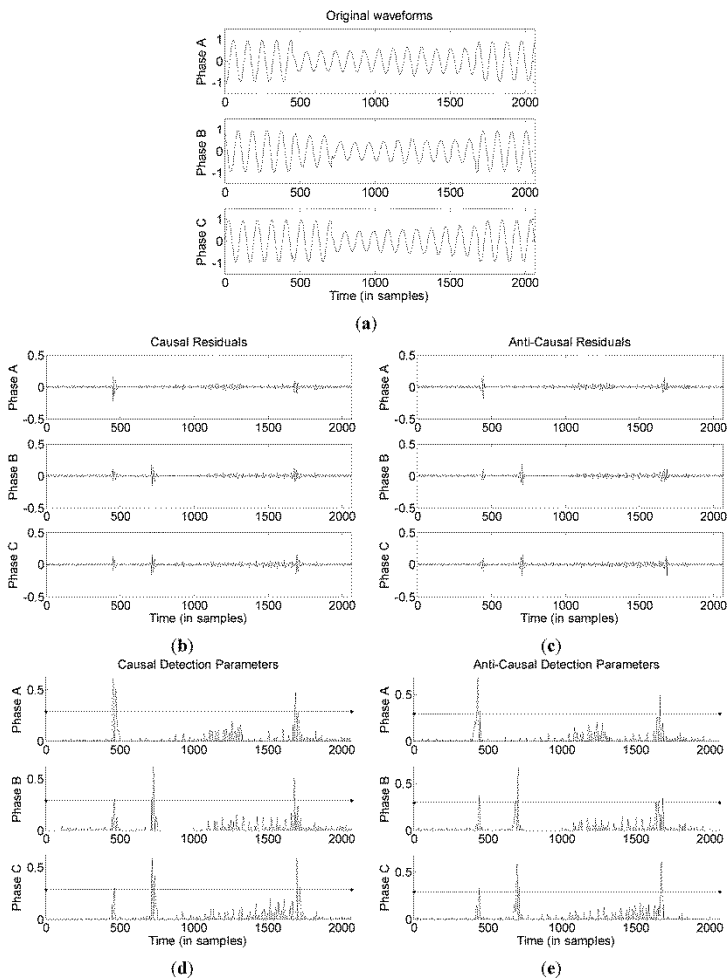 Original waveforms
Phase A
1
0
-1
0 500 1000 1500 2000
Phase B
1
0
-1
0 500 1000 1500 2000
Phase C
1
0
-1
0 500 1000 1500 2000
Time (in samples)
(a)
Causal Residuals
Phase A
0.5
0
-0.5
0 500 1000 1500 2000
Phase B
0.5
0
-0.5
0 500 1000 1500 2000
Phase C
0.5
0
-0.5
0 500 1000 1500 2000
Time (in samples)
(b)
Anti-Causal Residuals
Phase A
0.5
0
-0.5
0 500 1000 1500 2000
Phase B
0.5
0
-0.5
0 500 1000 1500 2000
Phase C
0.5
0
-0.5
0 500 1000 1500 2000
Time (in samples)
(c)
Causal Detection Parameters
Phase A
0.5
0
0 500 1000 1500 2000
Phase B
0.5
0
0 500 1000 1500 2000
Phase C
0.5
0
0 500 1000 1500 2000
Time (in samples)
(d)
Anti-Causal Detection Parameters
Phase A
0.5
0
0 500 1000 1500 2000
Phase B
0.5
0
0 500 1000 1500 2000
Phase C
0.5
0
0 500 1000 1500 2000
Time (in samples)
(e)